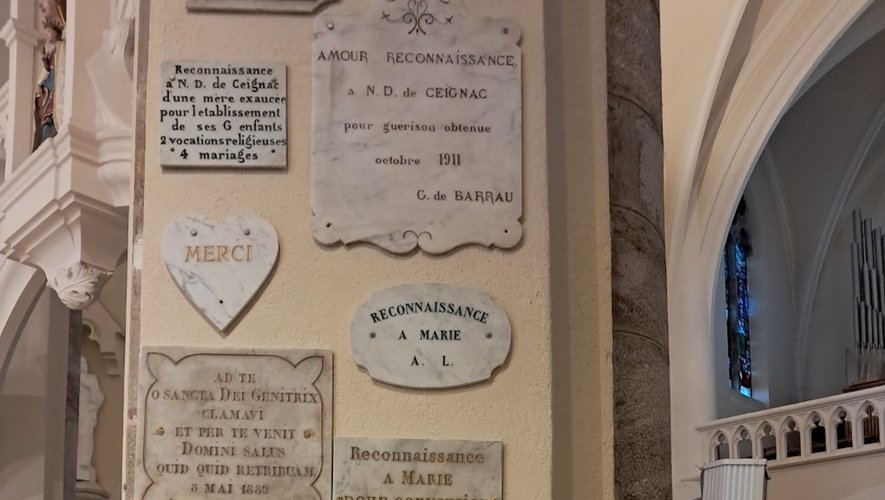 Reconnaissance
a N. D. de Ceignac
d'une mère exaucée
pour l'etablissement
de ses 6 enfants
2 vocations religieuses
4 mariages
AMOUR RECONNAISSANCE
a N. D. de CEIGNAC
pour guérison obtenue
octobre 1911
G. de BARRAU
MERCI
RECONNAISSANCE
A MARIE
A. L.
AD TE
O SANCTA DEI GENITRIX
CLAMAVI
ET PER TE VENIT
DOMINI SALUS
QUID QUID RETRIBUAM
8 MAI 1889
Reconnaissance
A MARIE
POUR